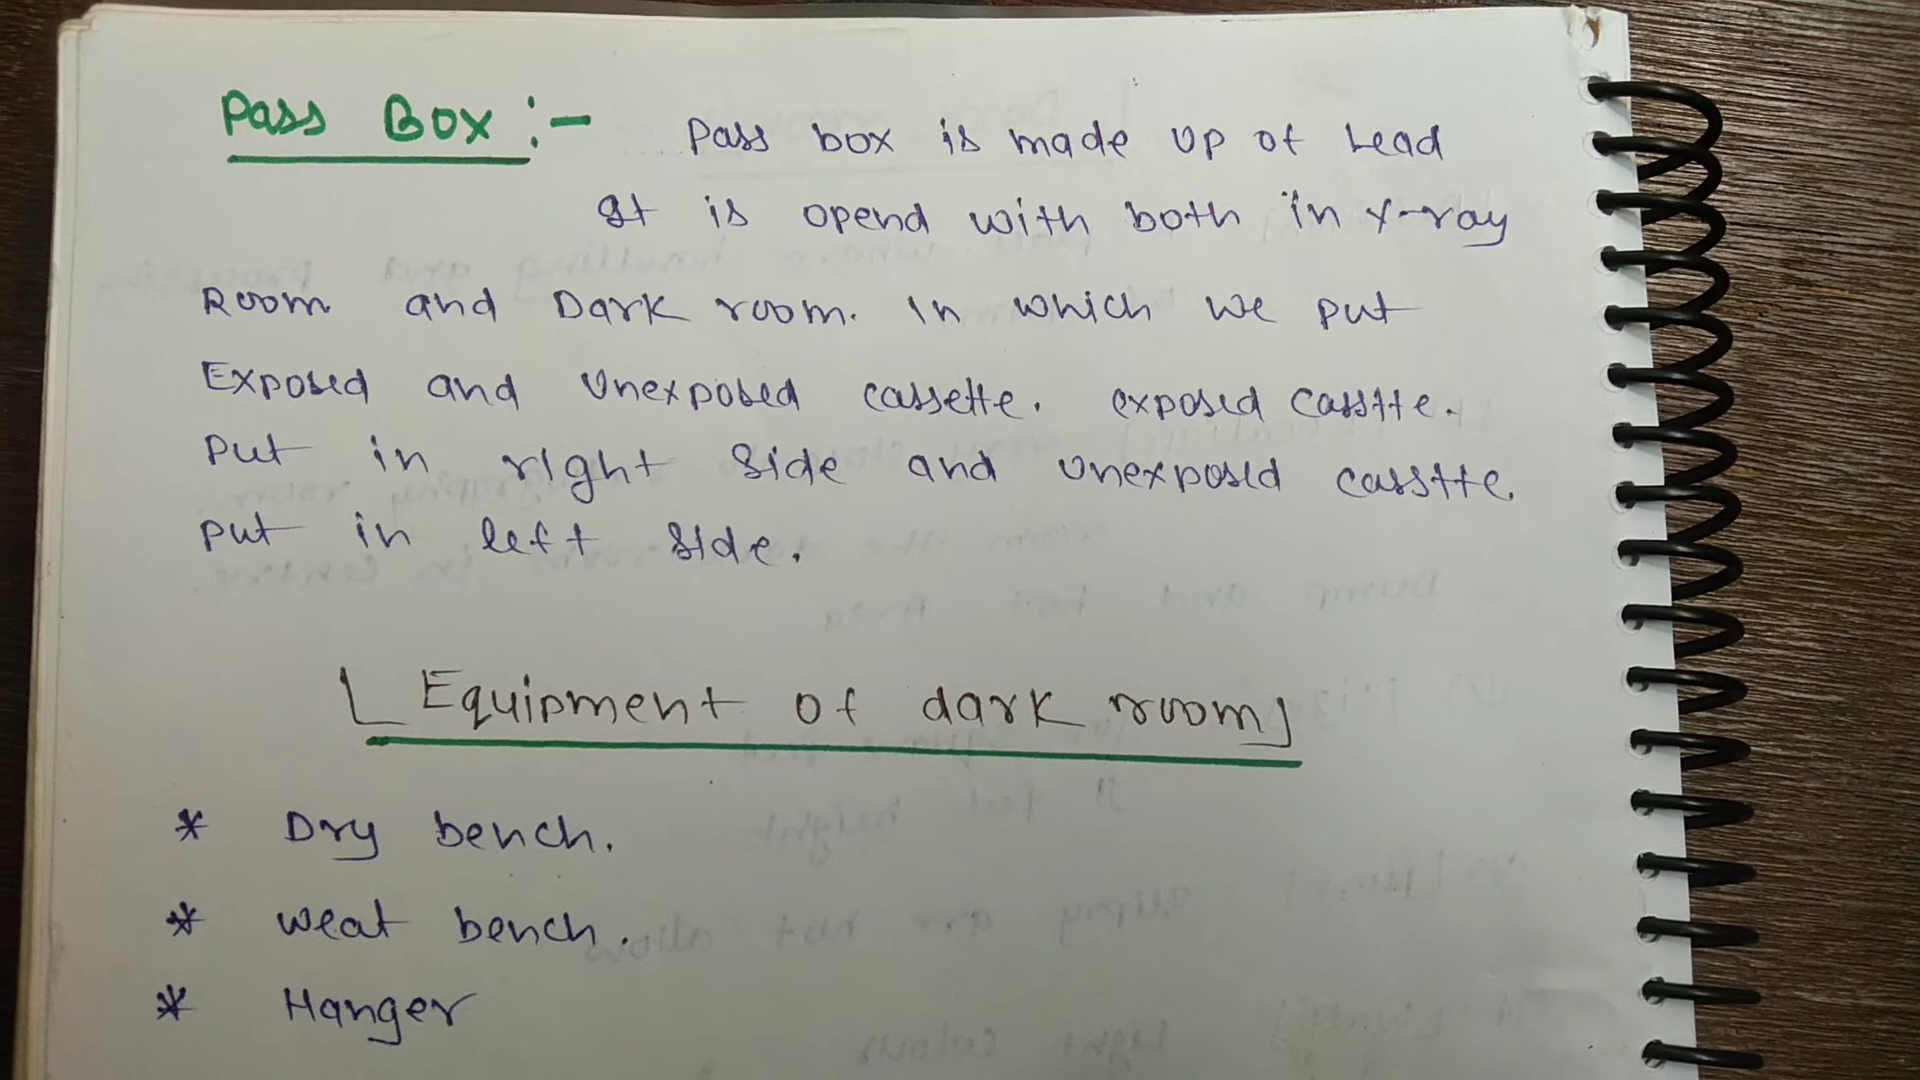 Pass Box :- Pass box is made up of Lead
It is opend with both in X-ray
Room and Dark room. In which we put
Exposed and Unexposed cassette. exposed casstte.
put in right side and unexposed casstte.
put in left side.
[Equipment of dark room]
* Dry bench.
* weat bench.
* Hanger